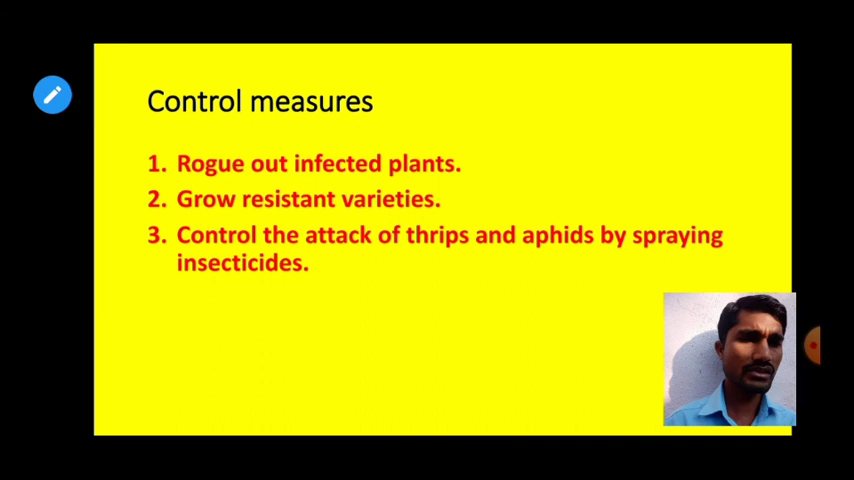 Control measures
1. Rogue out infected plants.
2. Grow resistant varieties.
3. Control the attack of thrips and aphids by spraying
insecticides.